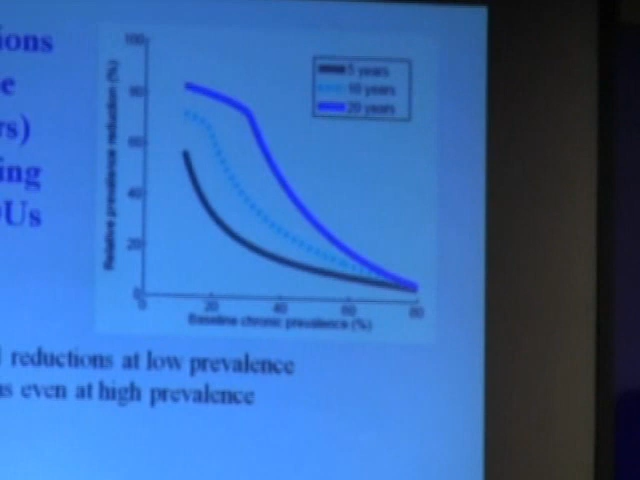 ions
e
rs)
ing
Us
100
80
60
40
20
0
Relative prevalence reduction (%)
5 years
10 years
20 years
0 20 40 60 80
Baseline chronic prevalence (%)
reductions at low prevalence
s even at high prevalence